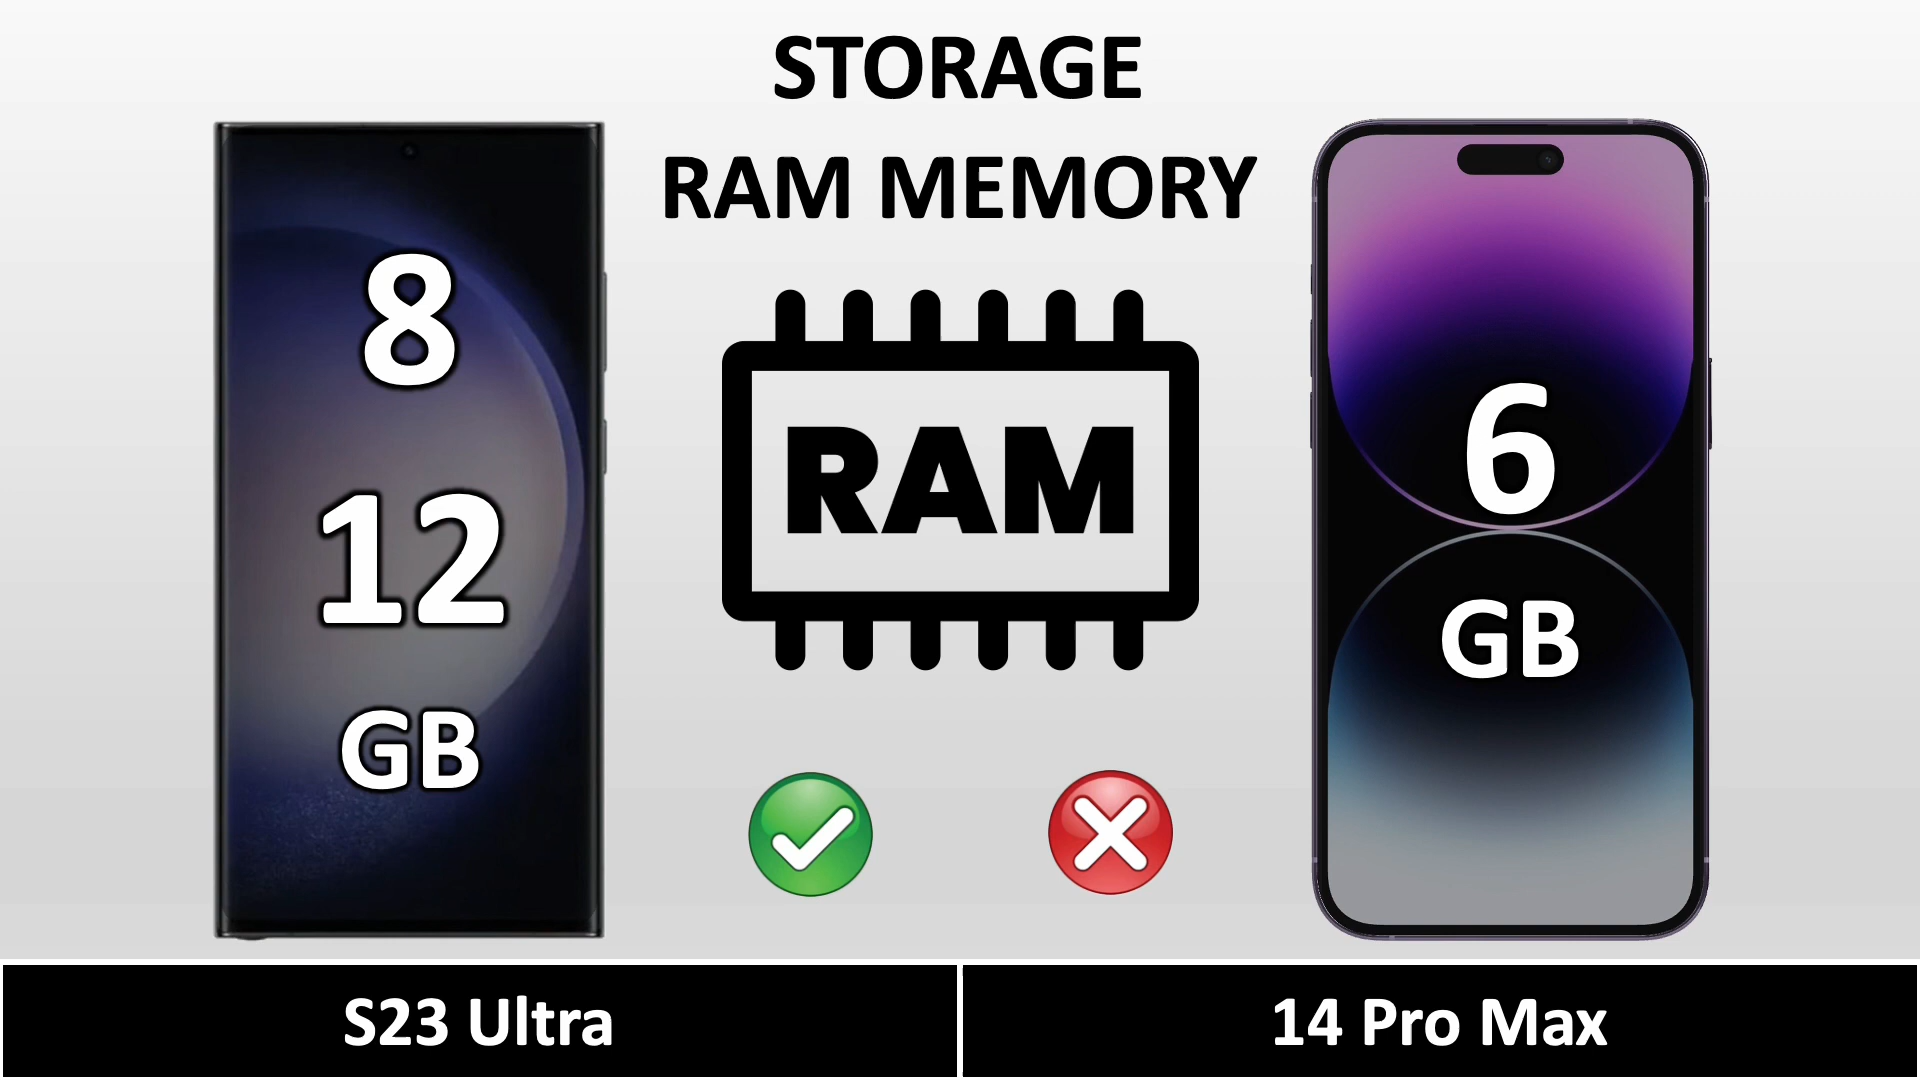 STORAGE
RAM MEMORY
8
12
GB
RAM
6
GB
S23 Ultra
14 Pro Max